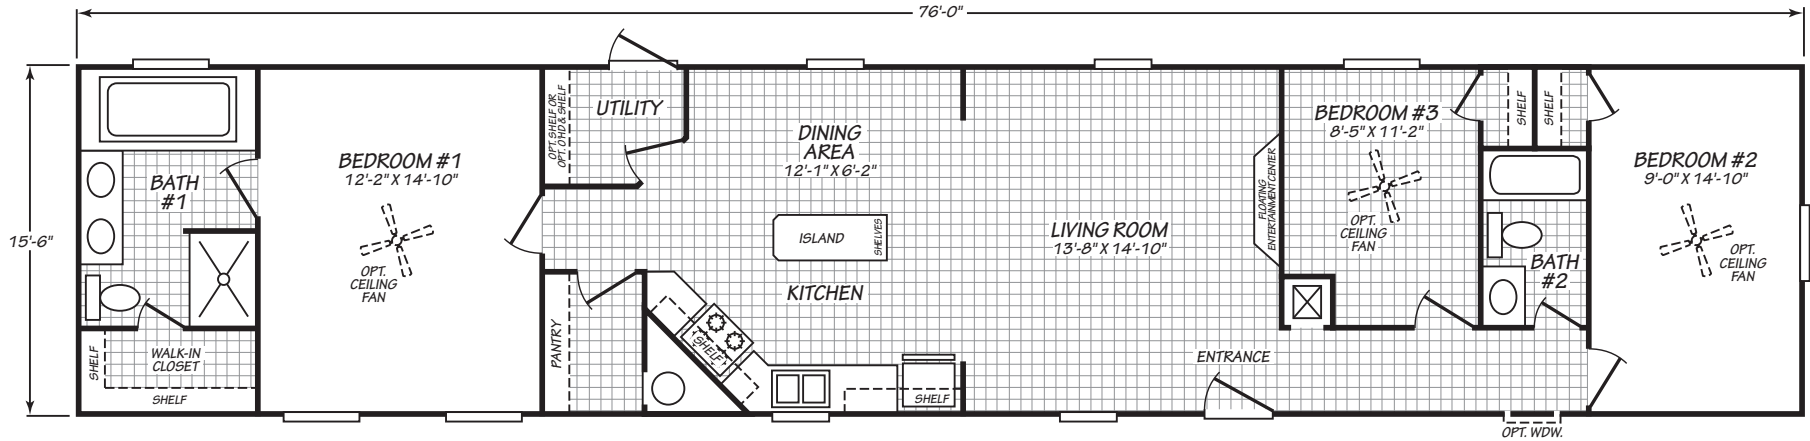 76'-0"
15'-6"
BATH
#1
WALK-IN
CLOSET
SHELF
SHELF
BEDROOM #1
12'-2" X 14'-10"
OPT.
CEILING
FAN
OPT. SHELF OR
OPT. OHD & SHELF
UTILITY
PANTRY
DINING
AREA
12'-1" X 6'-2"
ISLAND
SHELVES
KITCHEN
SHELF
SHELF
LIVING ROOM
13'-8" X 14'-10"
FLOATING
ENTERTAINMENT CENTER
ENTRANCE
BEDROOM #3
8'-5" X 11'-2"
OPT.
CEILING
FAN
SHELF
SHELF
BATH
#2
BEDROOM #2
9'-0" X 14'-10"
OPT.
CEILING
FAN
OPT. WDW.